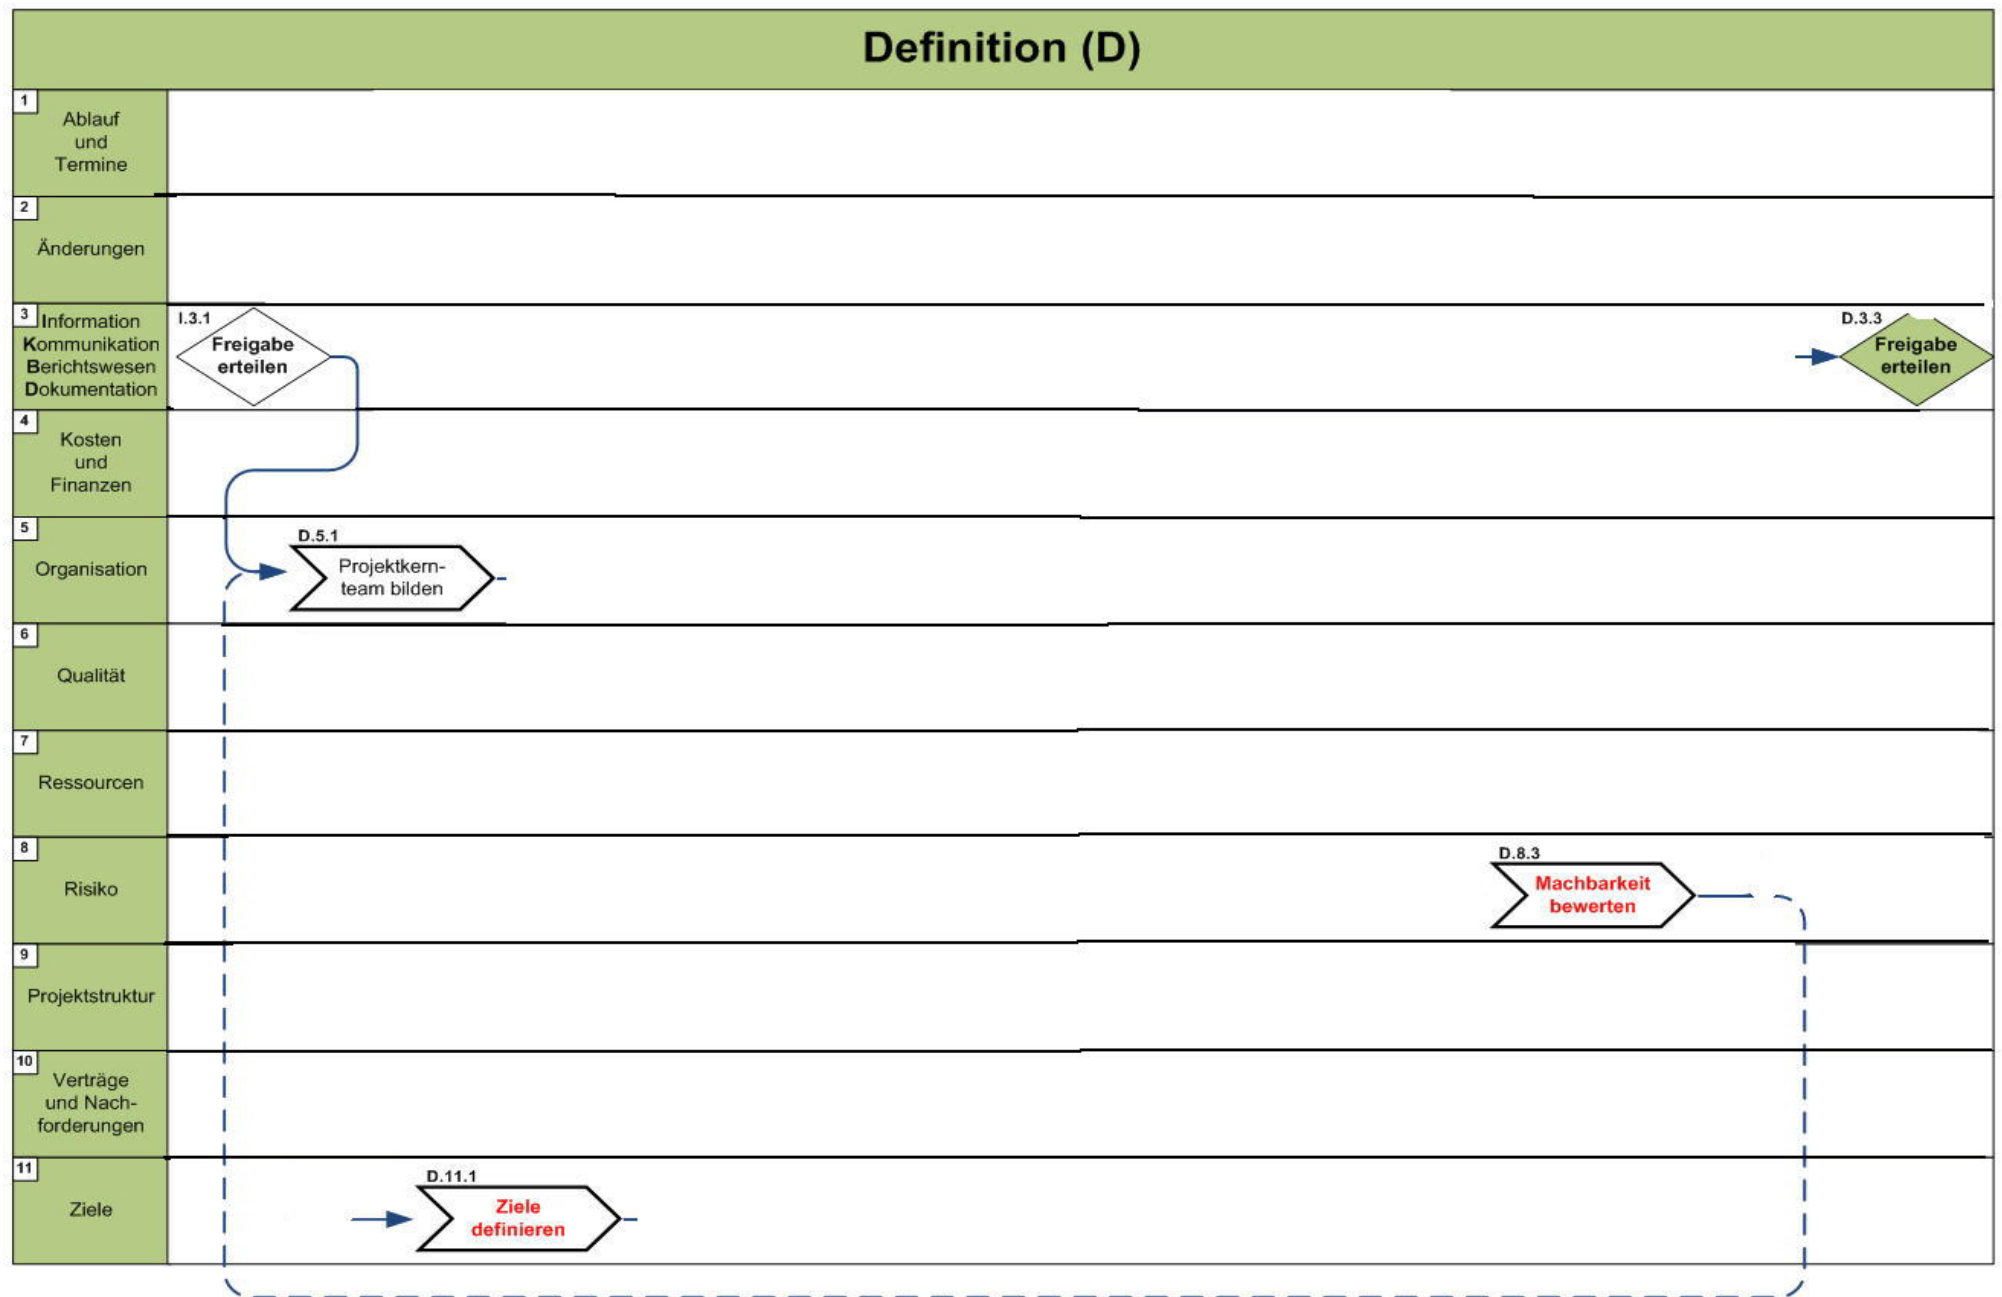 Definition (D)
1
Ablauf
und
Termine
2
Änderungen
3
Information
Kommunikation
Berichtswesen
Dokumentation
I.3.1
Freigabe
erteilen
D.3.3
Freigabe
erteilen
4
Kosten
und
Finanzen
5
Organisation
D.5.1
Projektkern-
team bilden
6
Qualität
7
Ressourcen
8
Risiko
D.8.3
Machbarkeit
bewerten
9
Projektstruktur
10
Verträge
und Nach-
forderungen
11
Ziele
D.11.1
Ziele
definieren